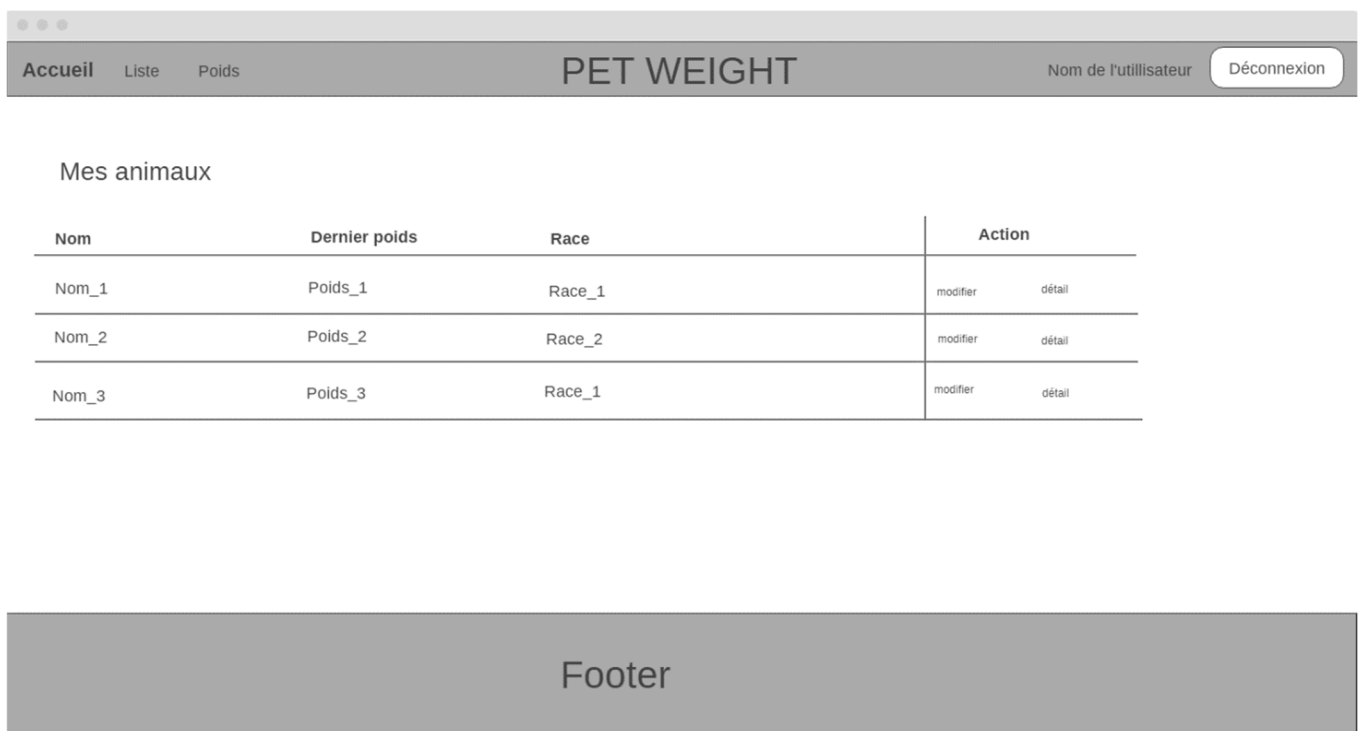 Accueil Liste Poids PET WEIGHT Nom de l'utillisateur Déconnexion
Mes animaux
Nom Dernier poids Race Action
Nom_1 Poids_1 Race_1 modifier détail
Nom_2 Poids_2 Race_2 modifier détail
Nom_3 Poids_3 Race_1 modifier détail
Footer